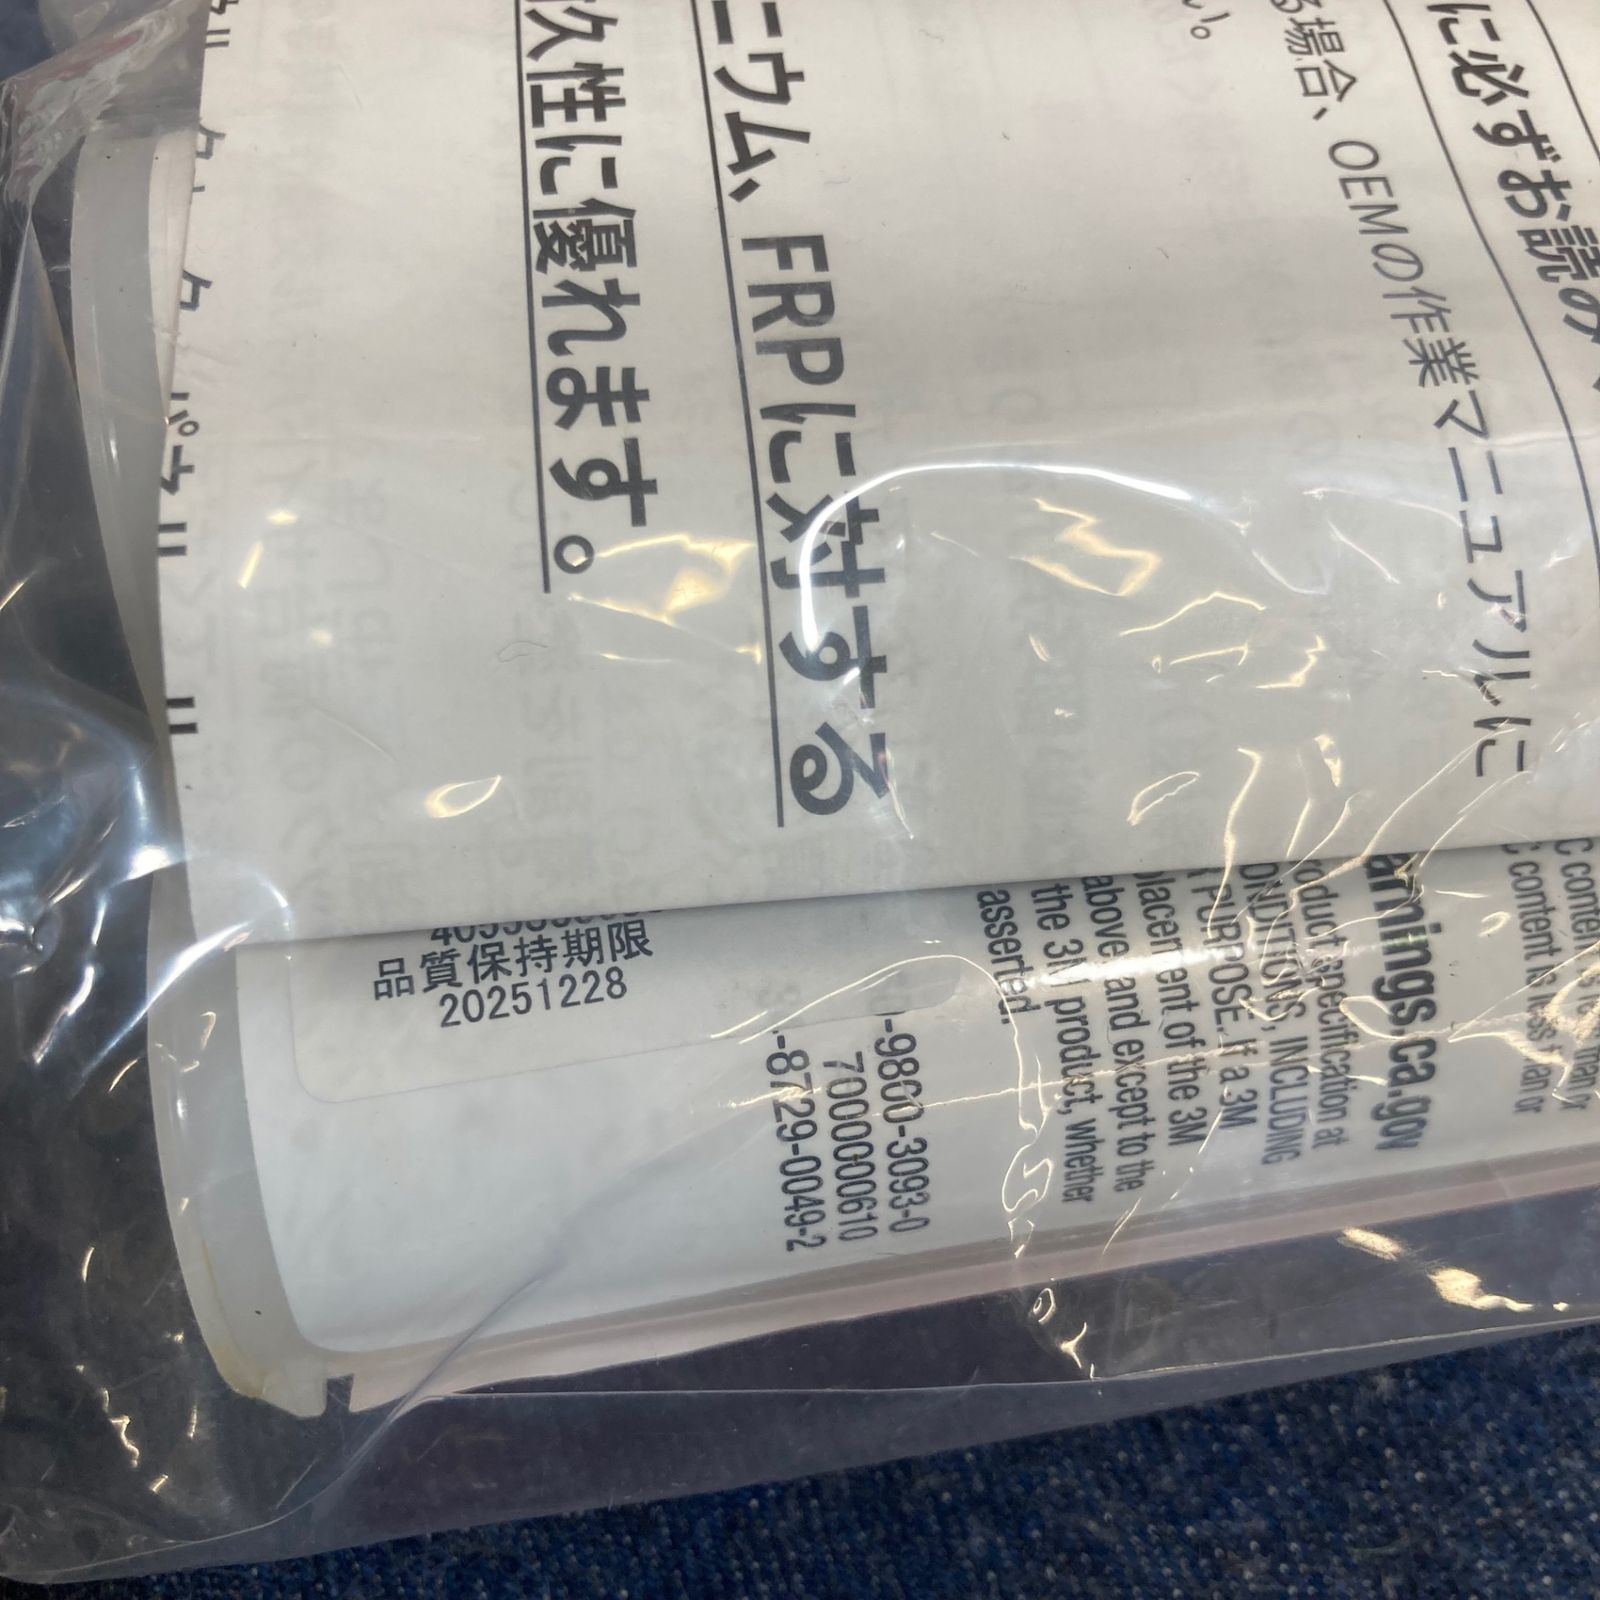 に必ずお読み
る場合、OEMの作業マニュアルに
い。
ニウム、FRPに対する
久性に優れます。
品質保持期限
20251228
C content is less than or
arnings.ca.gov
roduct specification at
ONDITIONS, INCLUDING
PURPOSE. If a 3M
placement of the 3M
above and except to the
the 3M product, whether
asserted.
-9800-3093-0
7000000610
-8729-0049-2